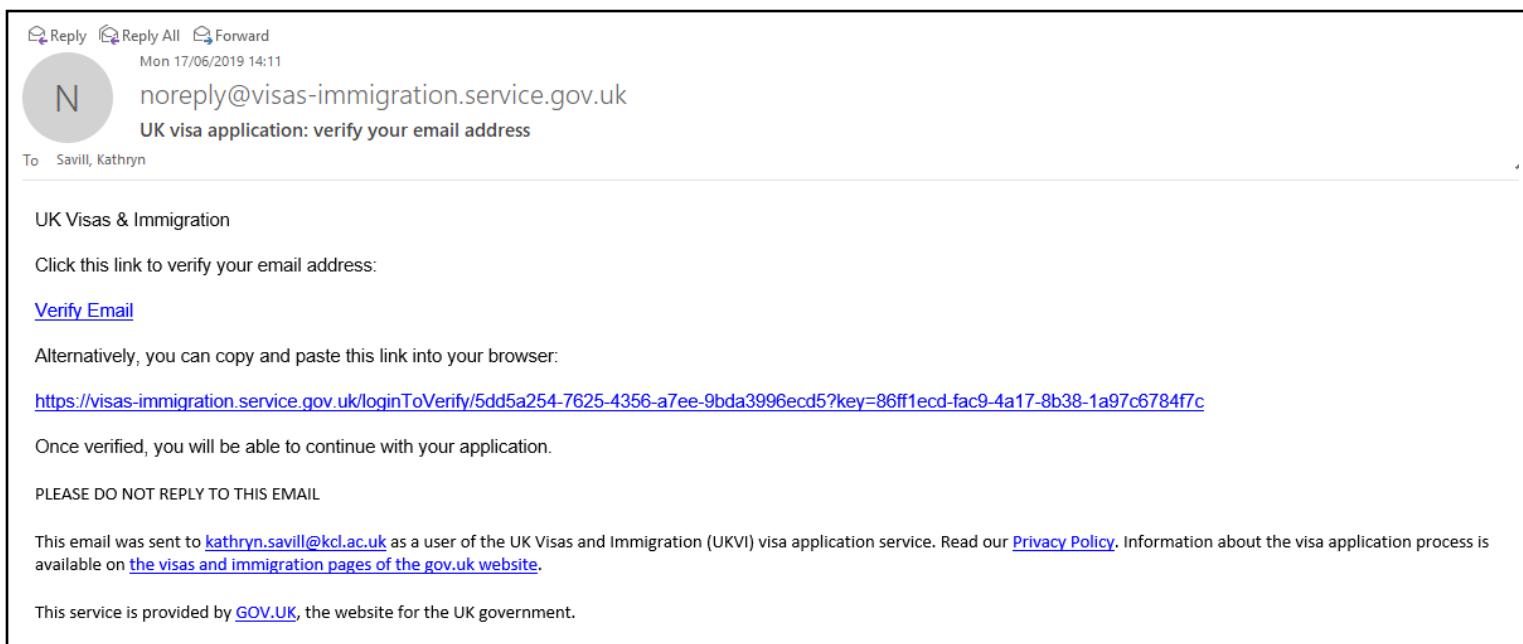 Reply Reply All Forward
Mon 17/06/2019 14:11
N
noreply@visas-immigration.service.gov.uk
UK visa application: verify your email address
To Savill, Kathryn
UK Visas & Immigration
Click this link to verify your email address:
Verify Email
Alternatively, you can copy and paste this link into your browser:
https://visas-immigration.service.gov.uk/loginToVerify/5dd5a254-7625-4356-a7ee-9bda3996ecd5?key=86ff1ecd-fac9-4a17-8b38-1a97c6784f7c
Once verified, you will be able to continue with your application.
PLEASE DO NOT REPLY TO THIS EMAIL
This email was sent to kathryn.savill@kcl.ac.uk as a user of the UK Visas and Immigration (UKVI) visa application service. Read our Privacy Policy. Information about the visa application process is
available on the visas and immigration pages of the gov.uk website.
This service is provided by GOV.UK, the website for the UK government.